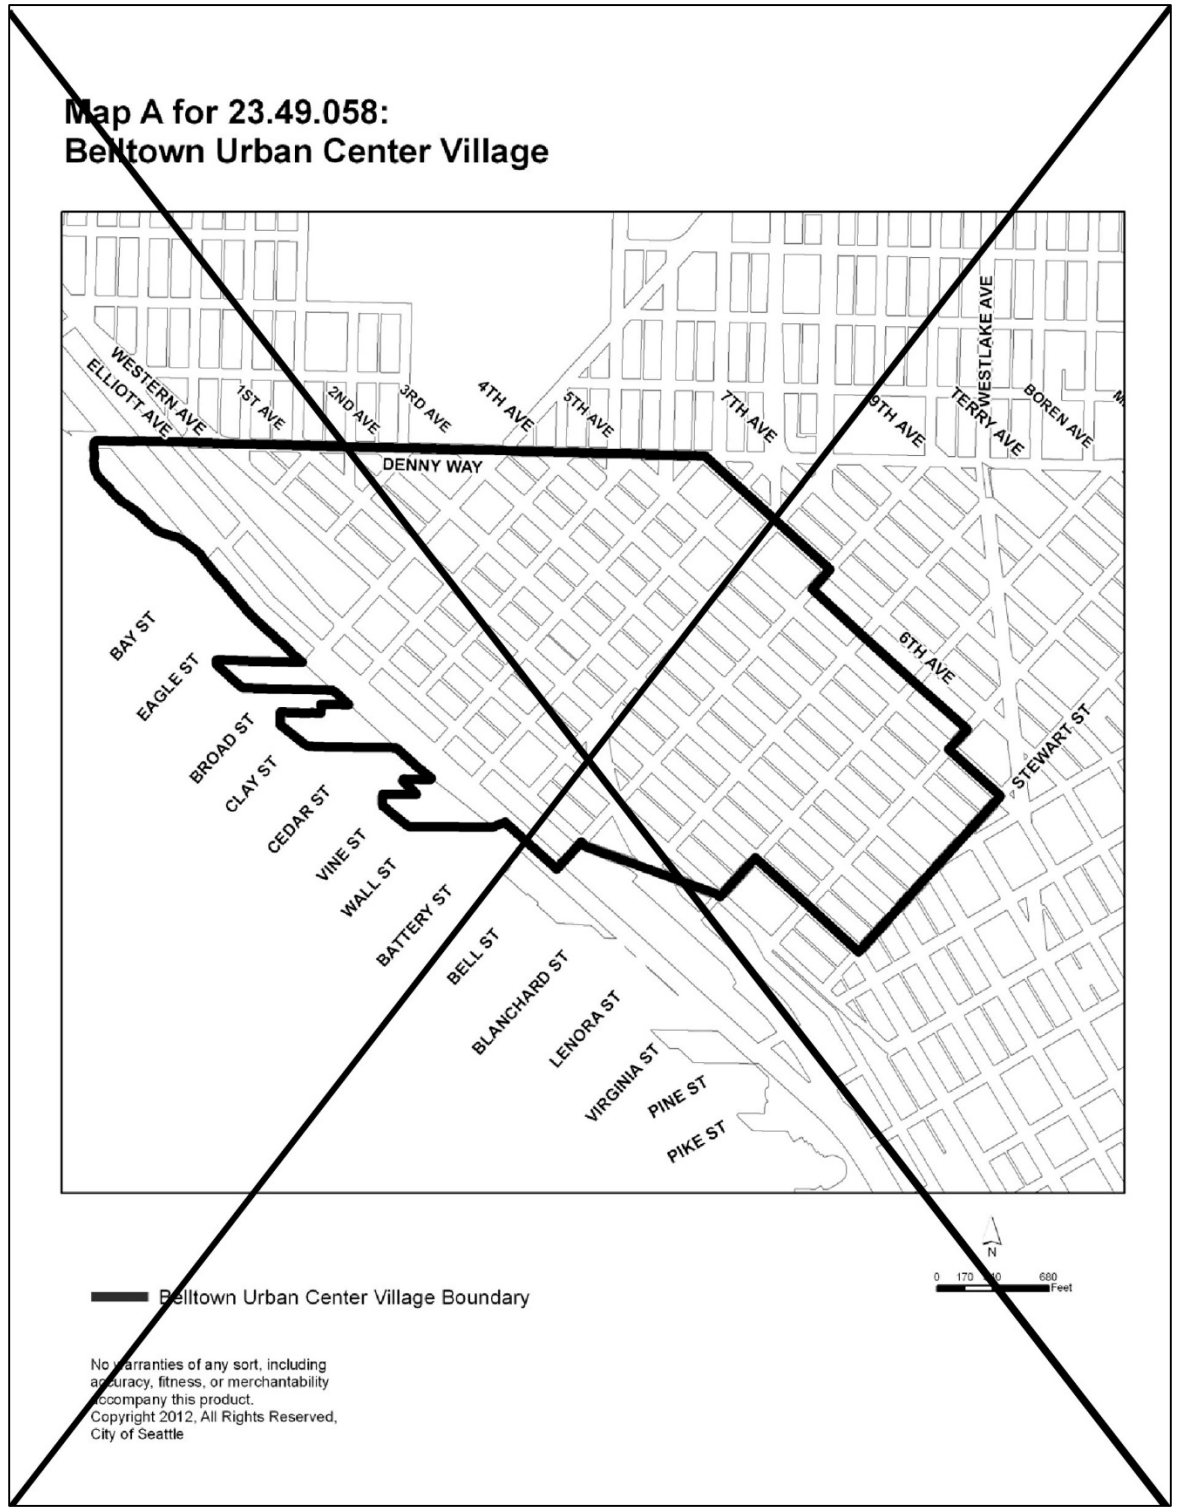 Map A for 23.49.058:
Belltown Urban Center Village
WESTLAKE AVE
WESTERN AVE
ELLIOTT AVE
1ST AVE
2ND AVE
3RD AVE
4TH AVE
5TH AVE
7TH AVE
9TH AVE
TERRY AVE
BOREN AVE
DENNY WAY
6TH AVE
STEWART ST
BAY ST
EAGLE ST
BROAD ST
CLAY ST
CEDAR ST
VINE ST
WALL ST
BATTERY ST
BELL ST
BLANCHARD ST
LENORA ST
VIRGINIA ST
PINE ST
PIKE ST
N
0 170 680
Feet
Belltown Urban Center Village Boundary
No warranties of any sort, including
accuracy, fitness, or merchantability
accompany this product.
Copyright 2012, All Rights Reserved,
City of Seattle